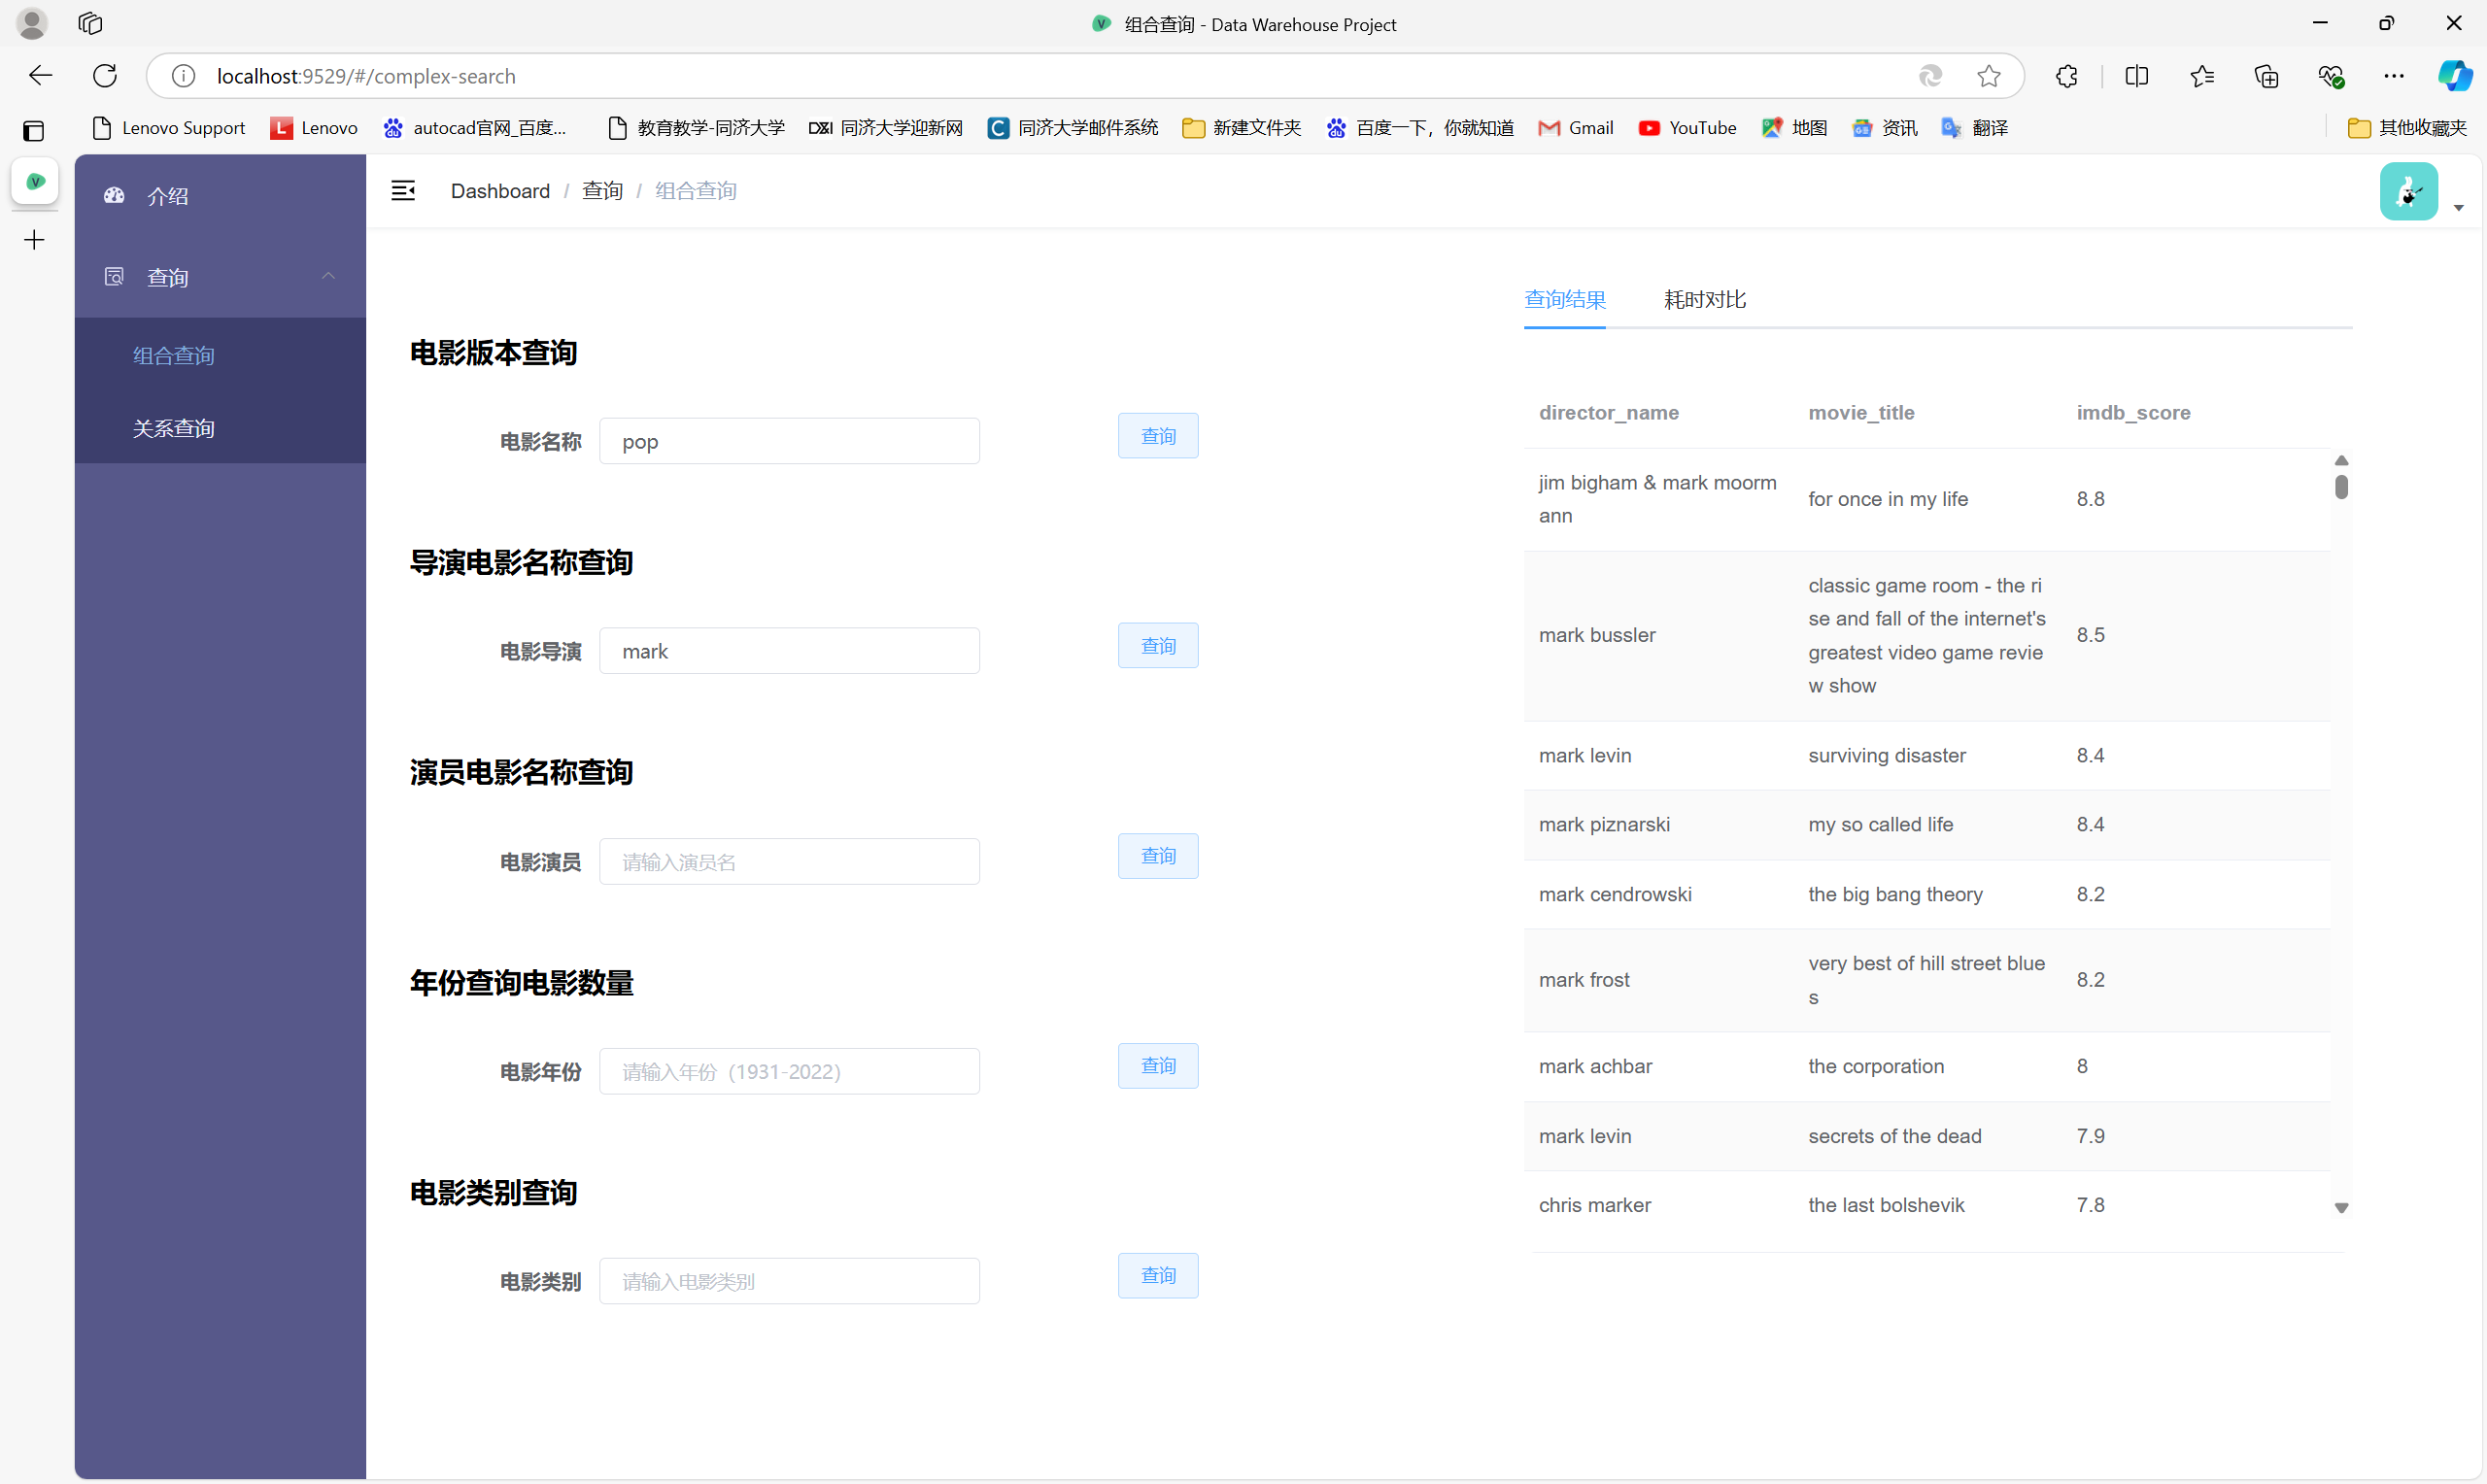 组合查询 - Data Warehouse Project
localhost:9529/#/complex-search
Lenovo Support
L Lenovo
autocad官网_百度...
教育教学-同济大学
同济大学迎新网
C 同济大学邮件系统
新建文件夹
百度一下，你就知道
Gmail
YouTube
地图
资讯
翻译
其他收藏夹
介绍
查询
组合查询
关系查询
Dashboard / 查询 / 组合查询
电影版本查询
电影名称 pop 查询
导演电影名称查询
电影导演 mark 查询
演员电影名称查询
电影演员 请输入演员名 查询
年份查询电影数量
电影年份 请输入年份（1931-2022） 查询
电影类别查询
电影类别 请输入电影类别 查询
查询结果 耗时对比
director_name movie_title imdb_score
jim bigham & mark moorm
ann
for once in my life
8.8
mark bussler
classic game room - the ri
se and fall of the internet's
greatest video game revie
w show
8.5
mark levin surviving disaster 8.4
mark piznarski my so called life 8.4
mark cendrowski the big bang theory 8.2
mark frost
very best of hill street blue
s
8.2
mark achbar the corporation 8
mark levin secrets of the dead 7.9
chris marker the last bolshevik 7.8